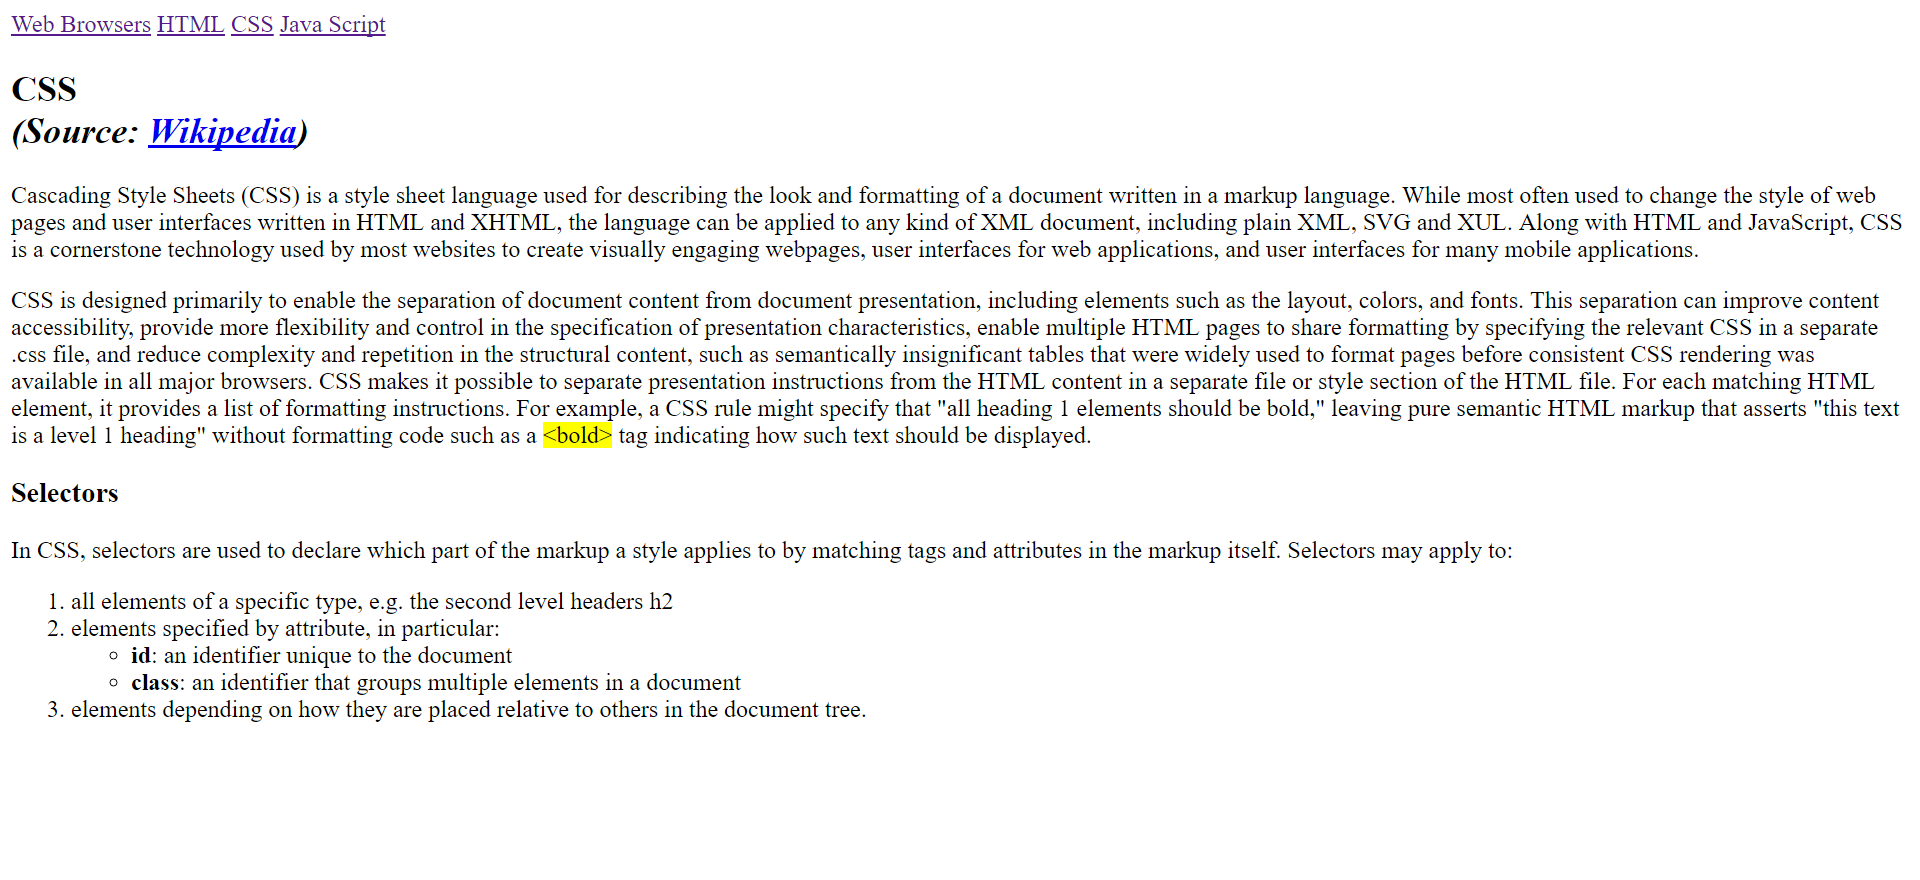 Web Browsers HTML CSS Java Script
CSS
(Source: Wikipedia)
Cascading Style Sheets (CSS) is a style sheet language used for describing the look and formatting of a document written in a markup language. While most often used to change the style of web
pages and user interfaces written in HTML and XHTML, the language can be applied to any kind of XML document, including plain XML, SVG and XUL. Along with HTML and JavaScript, CSS
is a cornerstone technology used by most websites to create visually engaging webpages, user interfaces for web applications, and user interfaces for many mobile applications.
CSS is designed primarily to enable the separation of document content from document presentation, including elements such as the layout, colors, and fonts. This separation can improve content
accessibility, provide more flexibility and control in the specification of presentation characteristics, enable multiple HTML pages to share formatting by specifying the relevant CSS in a separate
.css file, and reduce complexity and repetition in the structural content, such as semantically insignificant tables that were widely used to format pages before consistent CSS rendering was
available in all major browsers. CSS makes it possible to separate presentation instructions from the HTML content in a separate file or style section of the HTML file. For each matching HTML
element, it provides a list of formatting instructions. For example, a CSS rule might specify that "all heading 1 elements should be bold," leaving pure semantic HTML markup that asserts "this text
is a level 1 heading" without formatting code such as a <bold> tag indicating how such text should be displayed.
Selectors
In CSS, selectors are used to declare which part of the markup a style applies to by matching tags and attributes in the markup itself. Selectors may apply to:
1. all elements of a specific type, e.g. the second level headers h2
2. elements specified by attribute, in particular:
◦ id: an identifier unique to the document
◦ class: an identifier that groups multiple elements in a document
3. elements depending on how they are placed relative to others in the document tree.